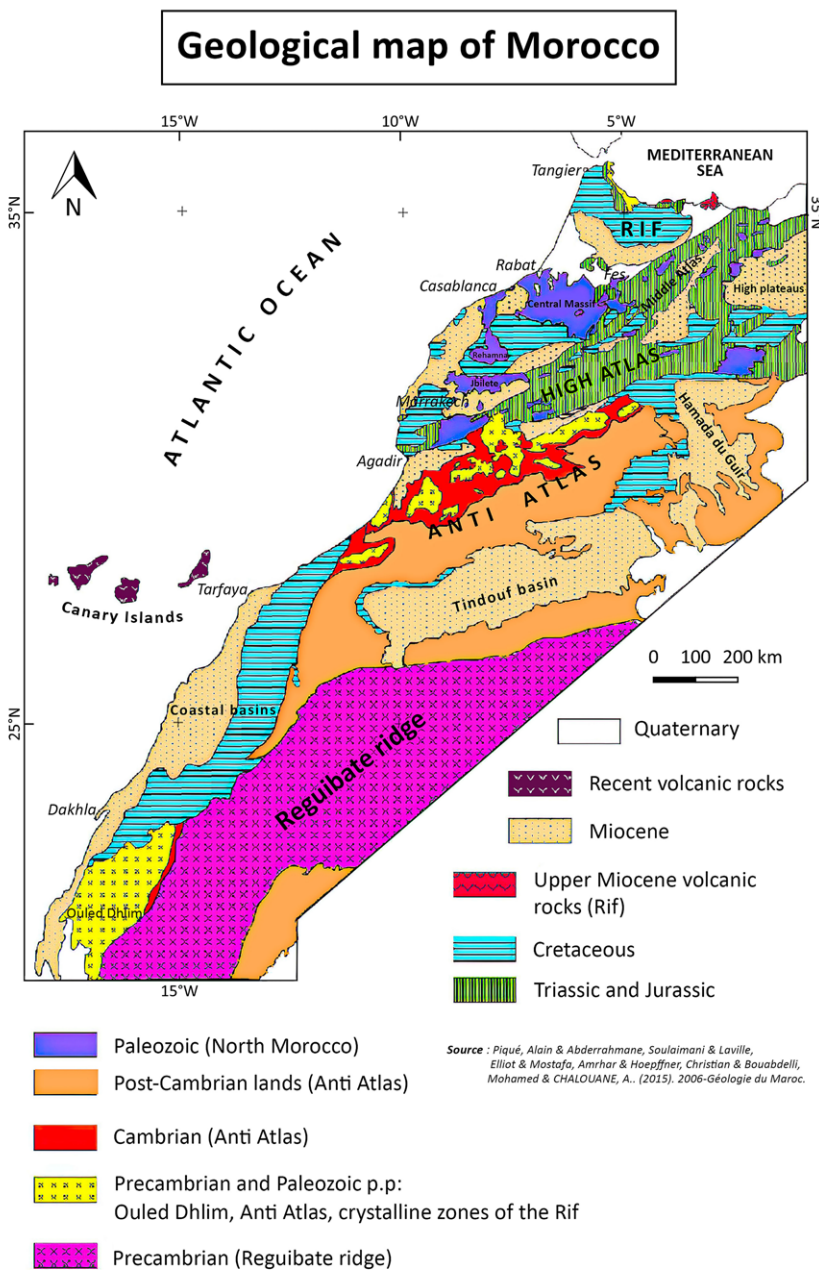 Geological map of Morocco
15°W
10°W
5°W
MEDITERRANEAN
SEA
Tangiers
N
35°N
35°N
RIF
ATLANTIC OCEAN
Rabat
Fes
Casablanca
Central Massif
Middle Atlas
High plateaus
Rehamna
Jbilete
HIGH ATLAS
Marrakech
Hamada du Guir
Agadir
ANTI ATLAS
Tarfaya
Canary Islands
Tindouf basin
0 100 200 km
Coastal basins
25°N
Reguibate ridge
Dakhla
Ouled Dhlim
15°W
Quaternary
Recent volcanic rocks
Miocene
Upper Miocene volcanic
rocks (Rif)
Cretaceous
Triassic and Jurassic
Paleozoic (North Morocco)
Post-Cambrian lands (Anti Atlas)
Cambrian (Anti Atlas)
Precambrian and Paleozoic p.p:
Ouled Dhlim, Anti Atlas, crystalline zones of the Rif
Precambrian (Reguibate ridge)
Source : Piqué, Alain & Abderrahmane, Soulaimani & Laville,
Elliot & Mostafa, Amrhar & Hoepffner, Christian & Bouabdelli,
Mohamed & CHALOUANE, A.. (2015). 2006-Géologie du Maroc.